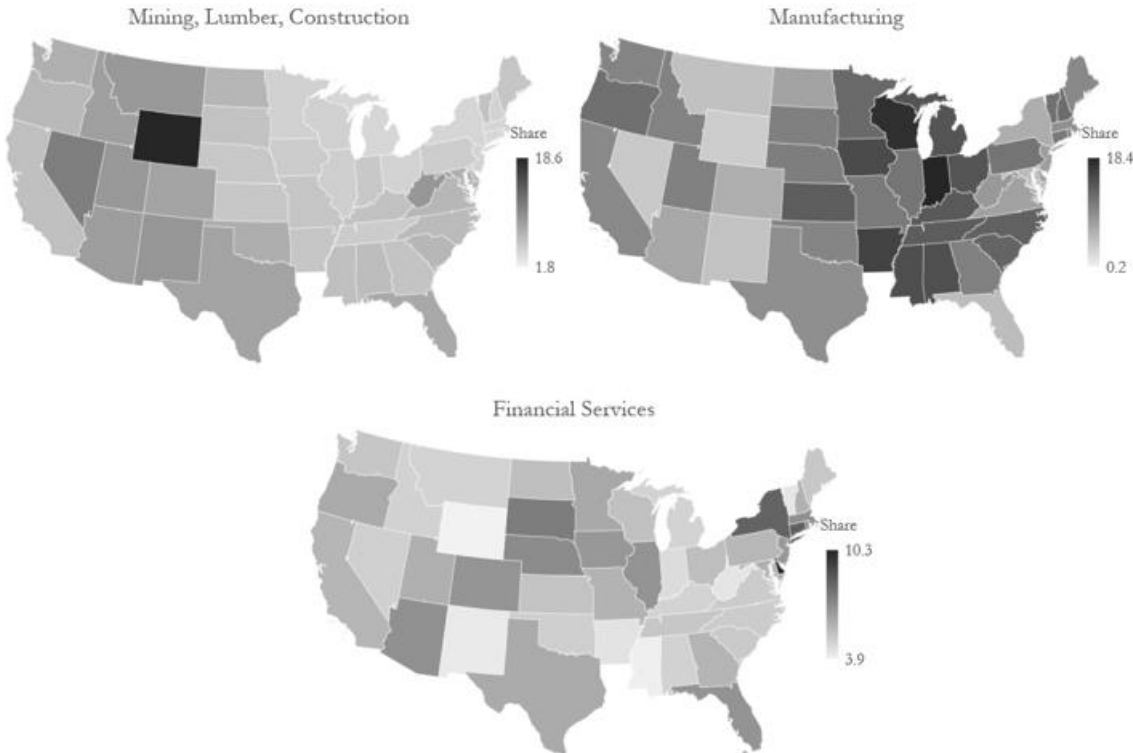 Mining, Lumber, Construction
Share
18.6
1.8
Manufacturing
Share
18.4
0.2
Financial Services
Share
10.3
3.9